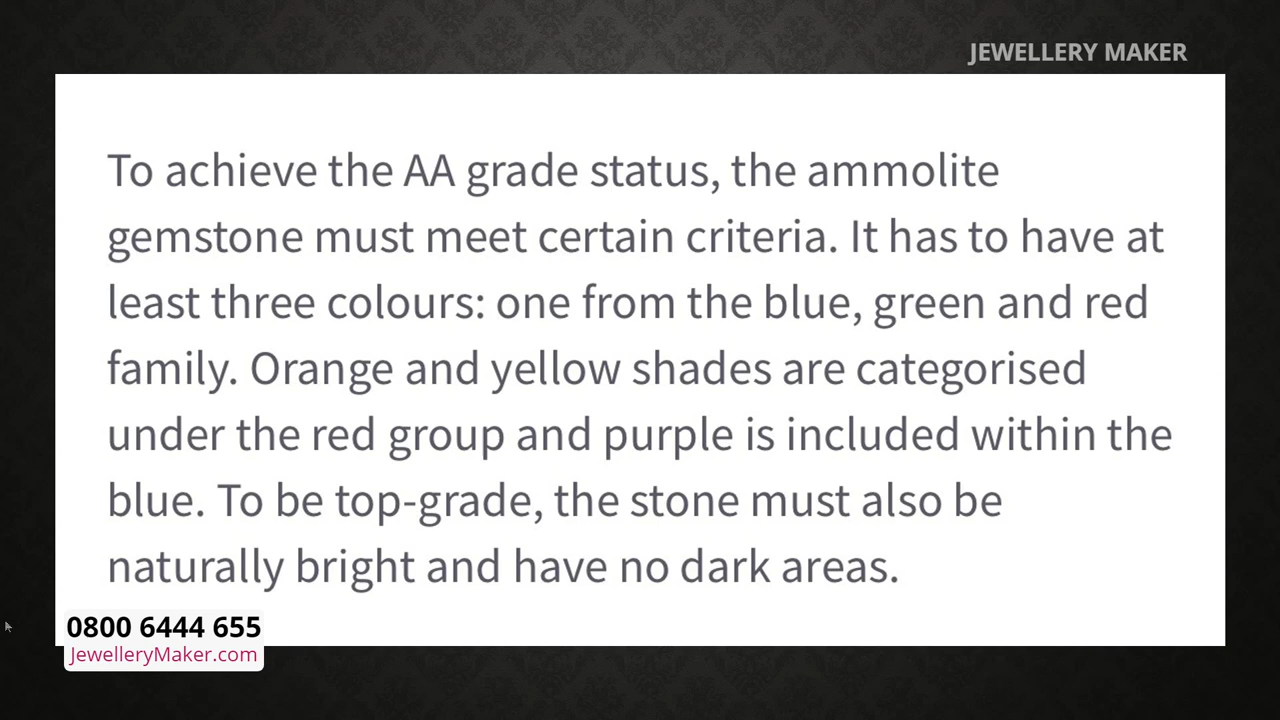 JEWELLERY MAKER
To achieve the AA grade status, the ammolite
gemstone must meet certain criteria. It has to have at
least three colours: one from the blue, green and red
family. Orange and yellow shades are categorised
under the red group and purple is included within the
blue. To be top-grade, the stone must also be
naturally bright and have no dark areas.
0800 6444 655
JewelleryMaker.com